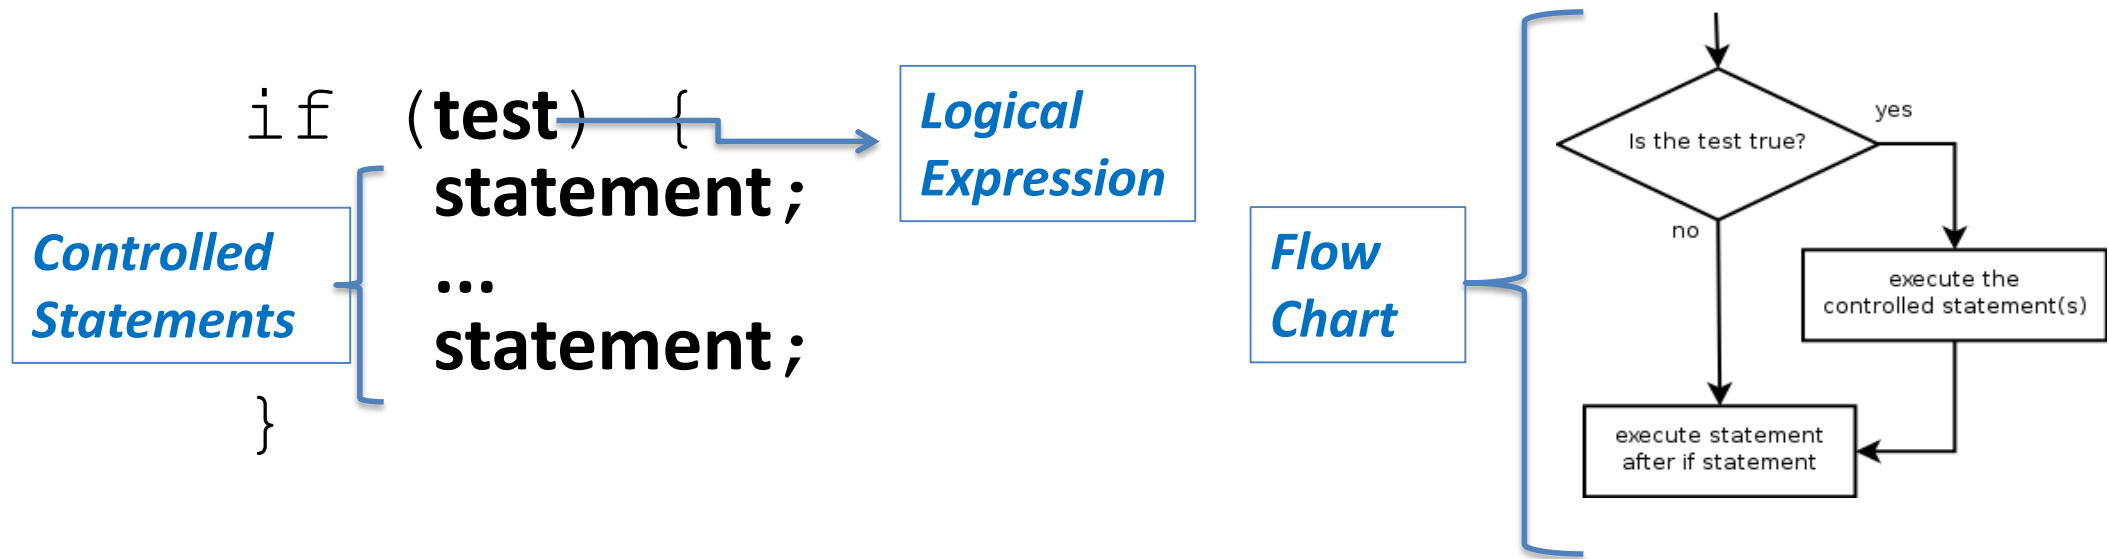 if (test) {
statement;
...
statement;
}
Controlled
Statements
Logical
Expression
Flow
Chart
Is the test true?
yes
no
execute the
controlled statement(s)
execute statement
after if statement